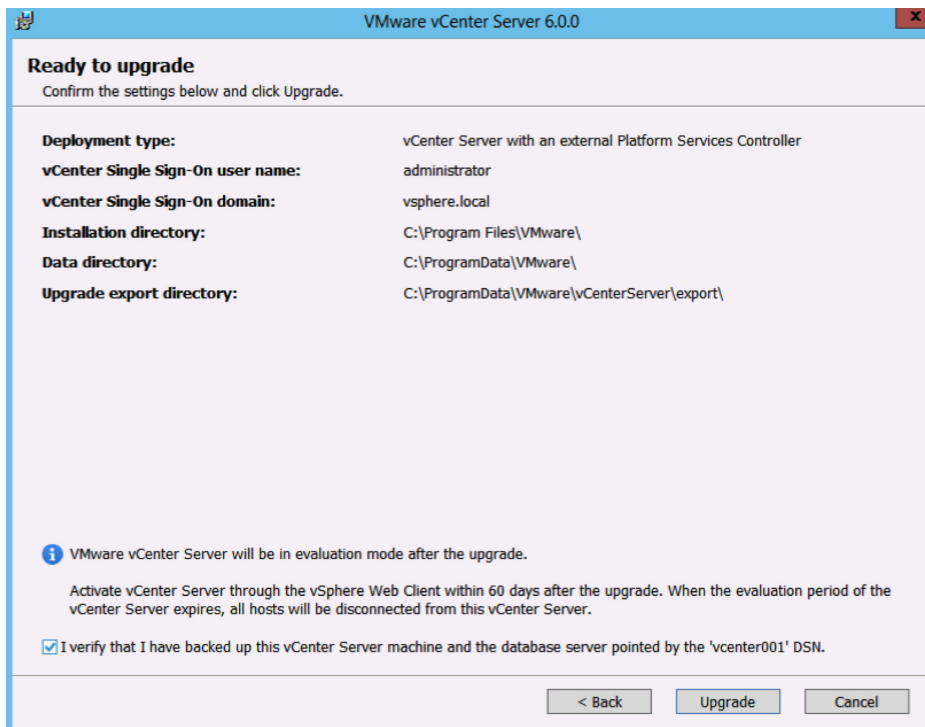 VMware vCenter Server 6.0.0
x
Ready to upgrade
Confirm the settings below and click Upgrade.
Deployment type: vCenter Server with an external Platform Services Controller
vCenter Single Sign-On user name: administrator
vCenter Single Sign-On domain: vsphere.local
Installation directory: C:\Program Files\VMware\
Data directory: C:\ProgramData\VMware\
Upgrade export directory: C:\ProgramData\VMware\vCenterServer\export\
VMware vCenter Server will be in evaluation mode after the upgrade.
Activate vCenter Server through the vSphere Web Client within 60 days after the upgrade. When the evaluation period of the
vCenter Server expires, all hosts will be disconnected from this vCenter Server.
I verify that I have backed up this vCenter Server machine and the database server pointed by the 'vcenter001' DSN.
< Back Upgrade Cancel